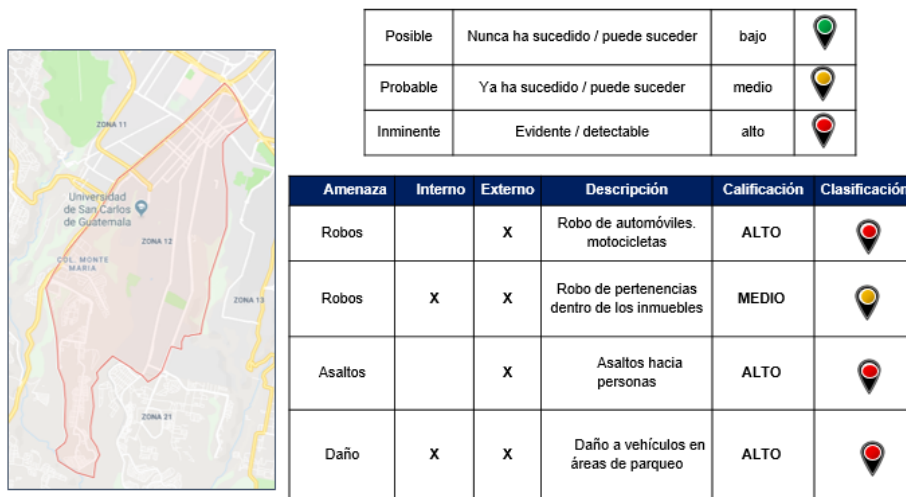 Posible Nunca ha sucedido / puede suceder bajo
Probable Ya ha sucedido / puede suceder medio
Inminente Evidente / detectable alto
ZONA 11
Universidad
de San Carlos
de Guatemala
ZONA 12
COL. MONTE
MARIA
ZONA 13
ZONA 21
Amenaza Interno Externo Descripción Calificación Clasificación
Robos X Robo de automóviles. motocicletas ALTO
Robos X X Robo de pertenencias dentro de los inmuebles MEDIO
Asaltos X Asaltos hacia personas ALTO
Daño X X Daño a vehículos en áreas de parqueo ALTO